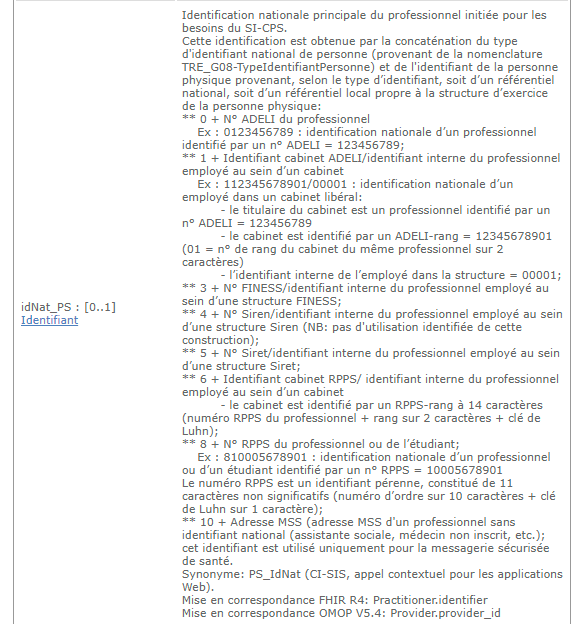 Identification nationale principale du professionnel initiée pour les
besoins du SI-CPS.
Cette identification est obtenue par la concaténation du type
d'identifiant national de personne (provenant de la nomenclature
TRE_G08-TypeIdentifiantPersonne) et de l'identifiant de la personne
physique provenant, selon le type d’identifiant, soit d’un référentiel
national, soit d’un référentiel local propre à la structure d’exercice
de la personne physique:
** 0 + N° ADELI du professionnel
Ex : 0123456789 : identification nationale d’un professionnel
identifié par un n° ADELI = 123456789;
** 1 + Identifiant cabinet ADELI/identifiant interne du professionnel
employé au sein d’un cabinet
Ex : 112345678901/00001 : identification nationale d’un
employé dans un cabinet libéral:
- le titulaire du cabinet est un professionnel identifié par un
n° ADELI = 123456789
- le cabinet est identifié par un ADELI-rang = 12345678901
(01 = n° de rang du cabinet du même professionnel sur 2
caractères)
- l’identifiant interne de l’employé dans la structure = 00001;
** 3 + N° FINESS/identifiant interne du professionnel employé au
sein d’une structure FINESS;
** 4 + N° Siren/identifiant interne du professionnel employé au sein
d’une structure Siren (NB: pas d'utilisation identifiée de cette
construction);
** 5 + N° Siret/identifiant interne du professionnel employé au sein
d’une structure Siret;
** 6 + Identifiant cabinet RPPS/ identifiant interne du professionnel
employé au sein d’un cabinet
- le cabinet est identifié par un RPPS-rang à 14 caractères
(numéro RPPS du professionnel + rang sur 2 caractères + clé de
Luhn);
** 8 + N° RPPS du professionnel ou de l’étudiant;
Ex : 810005678901 : identification nationale d’un professionnel
ou d’un étudiant identifié par un n° RPPS = 10005678901
Le numéro RPPS est un identifiant pérenne, constitué de 11
caractères non significatifs (numéro d’ordre sur 10 caractères + clé
de Luhn sur 1 caractère);
** 10 + Adresse MSS (adresse MSS d'un professionnel sans
identifiant national (assistante sociale, médecin non inscrit, etc.);
cet identifiant est utilisé uniquement pour la messagerie sécurisée
de santé.
Synonyme: PS_IdNat (CI-SIS, appel contextuel pour les applications
Web).
Mise en correspondance FHIR R4: Practitioner.identifier
Mise en correspondance OMOP V5.4: Provider.provider_id
idNat_PS : [0..1]
Identifiant